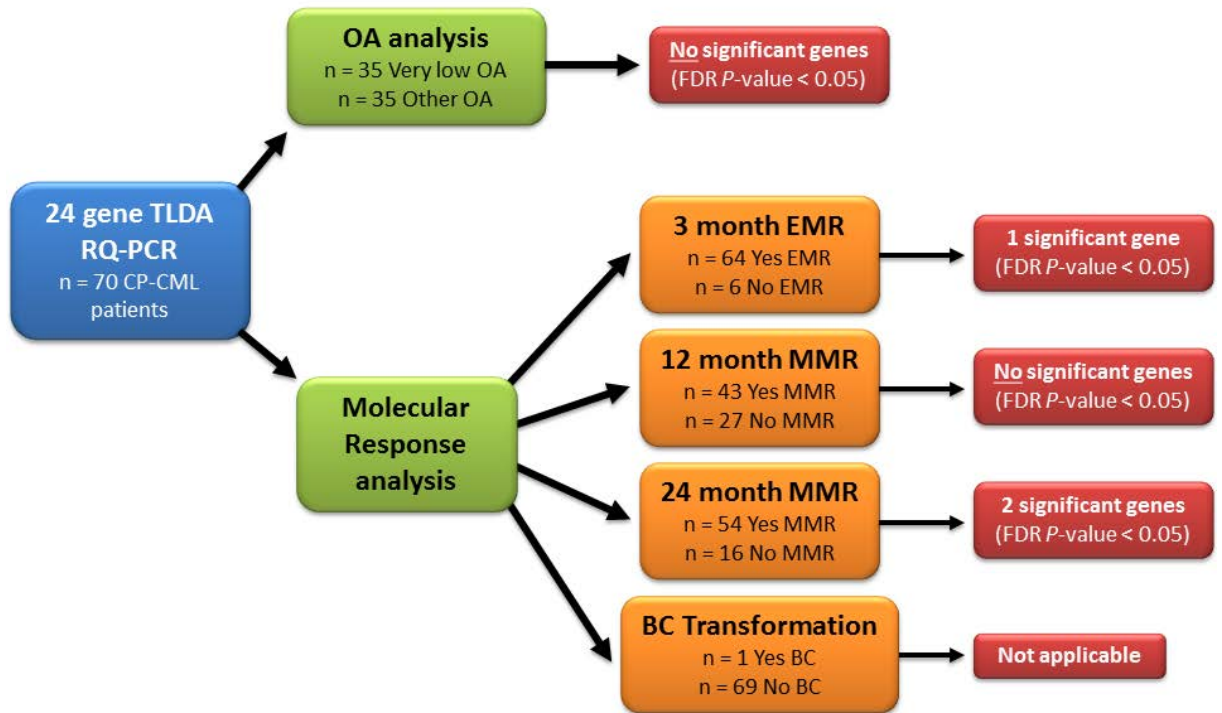 OA analysis
n = 35 Very low OA
n = 35 Other OA
No significant genes
(FDR P-value < 0.05)
24 gene TLDA
RQ-PCR
n = 70 CP-CML
patients
3 month EMR
n = 64 Yes EMR
n = 6 No EMR
1 significant gene
(FDR P-value < 0.05)
12 month MMR
n = 43 Yes MMR
n = 27 No MMR
No significant genes
(FDR P-value < 0.05)
Molecular
Response
analysis
24 month MMR
n = 54 Yes MMR
n = 16 No MMR
2 significant genes
(FDR P-value < 0.05)
BC Transformation
n = 1 Yes BC
n = 69 No BC
Not applicable